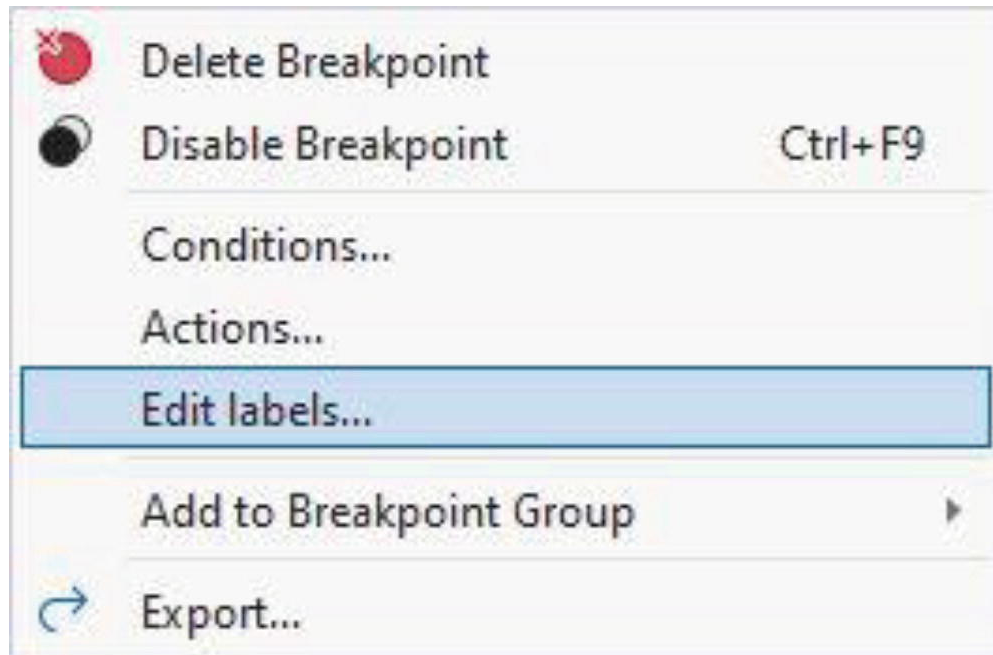 Delete Breakpoint
Disable Breakpoint Ctrl+F9
Conditions...
Actions...
Edit labels...
Add to Breakpoint Group
Export...